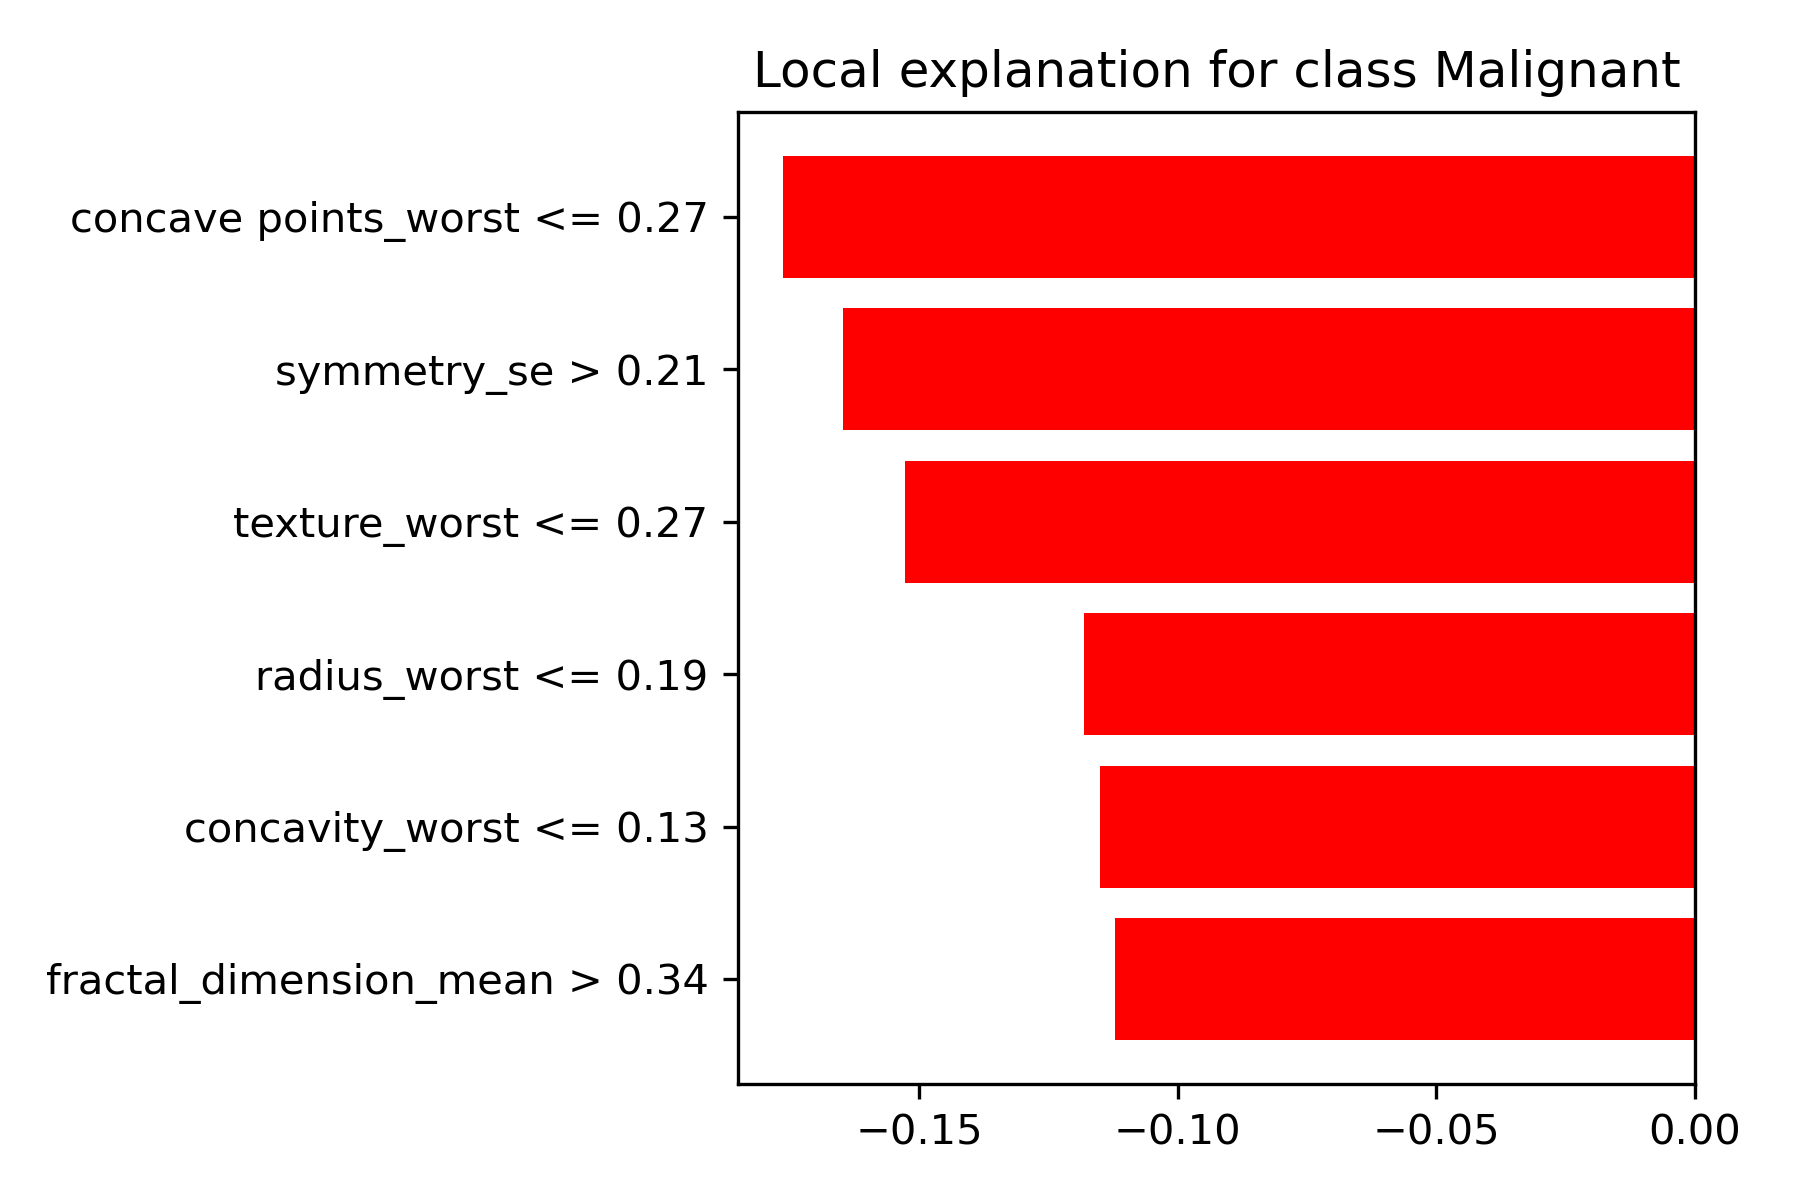 Local explanation for class Malignant
concave points_worst <= 0.27
symmetry_se > 0.21
texture_worst <= 0.27
radius_worst <= 0.19
concavity_worst <= 0.13
fractal_dimension_mean > 0.34
−0.15 −0.10 −0.05 0.00